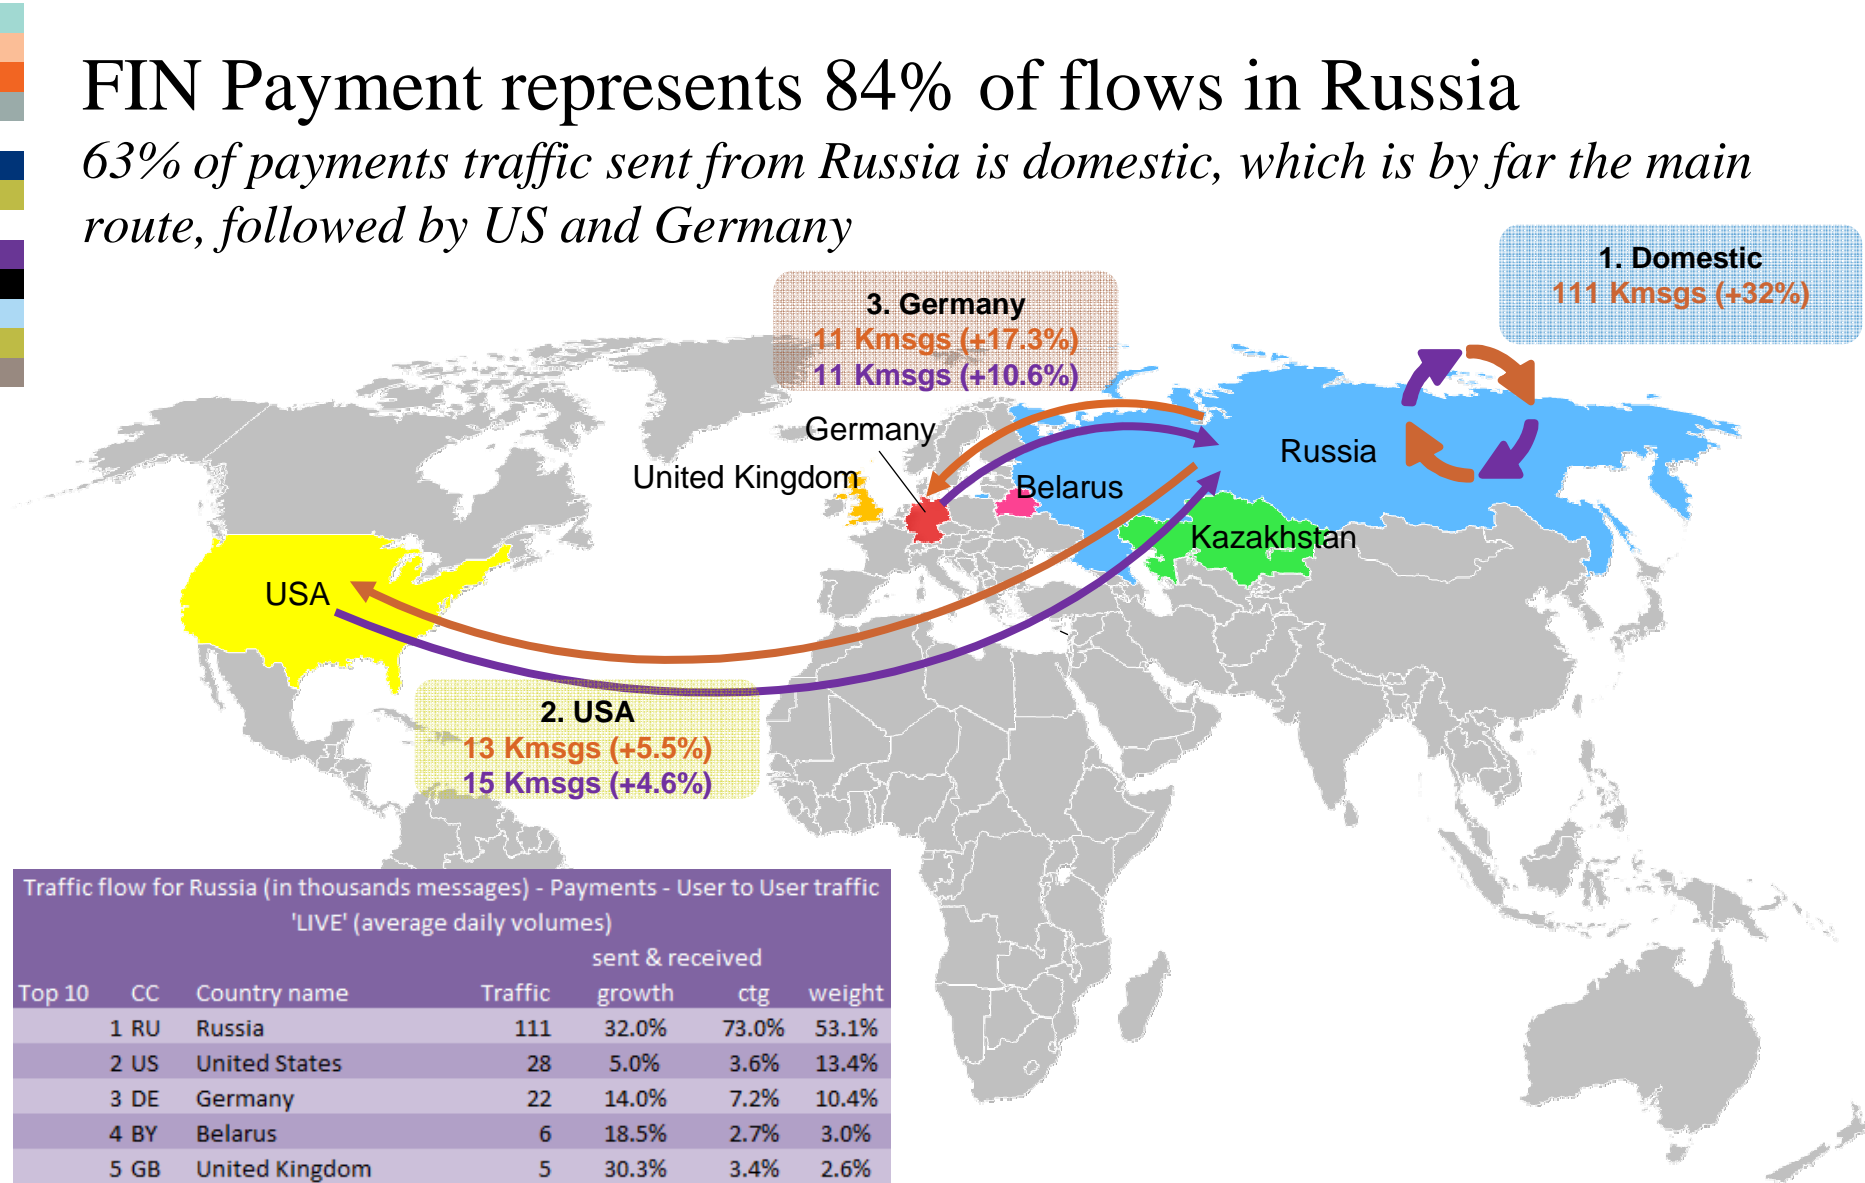 FIN Payment represents 84% of flows in Russia
63% of payments traffic sent from Russia is domestic, which is by far the main
route, followed by US and Germany
1. Domestic
111 Kmsgs (+32%)
3. Germany
11 Kmsgs (+17.3%)
11 Kmsgs (+10.6%)
Germany
United Kingdom
Russia
Belarus
Kazakhstan
USA
2. USA
13 Kmsgs (+5.5%)
15 Kmsgs (+4.6%)
Traffic flow for Russia (in thousands messages) - Payments - User to User traffic
'LIVE' (average daily volumes)
sent & received
Top 10 CC Country name Traffic growth ctg weight
1 RU Russia 111 32.0% 73.0% 53.1%
2 US United States 28 5.0% 3.6% 13.4%
3 DE Germany 22 14.0% 7.2% 10.4%
4 BY Belarus 6 18.5% 2.7% 3.0%
5 GB United Kingdom 5 30.3% 3.4% 2.6%